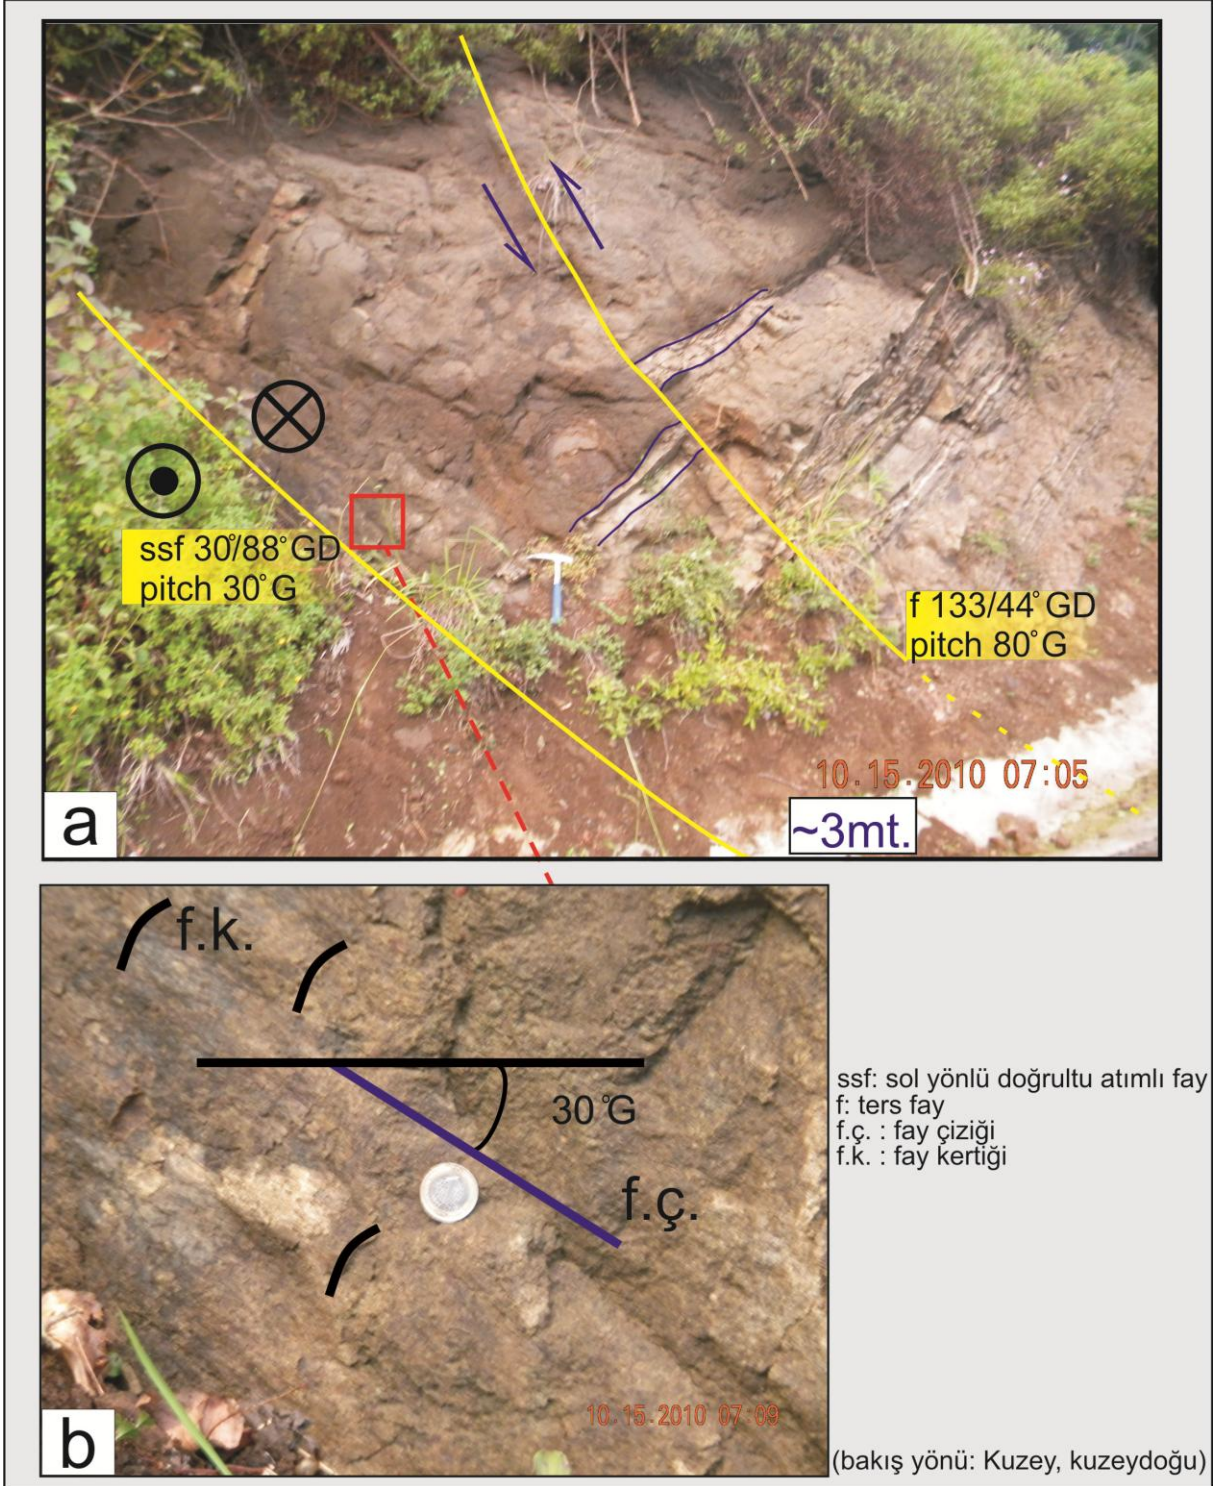 ssf 30°/88°GD
pitch 30°G
f 133/44°GD
pitch 80°G
10.15.2010 07:05
~3mt.
a
f.k.
30°G
f.ç.
10.15.2010 07:09
b
ssf: sol yönlü doğrultu atımlı fay
f: ters fay
f.ç. : fay çiziği
f.k. : fay kertiği
(bakış yönü: Kuzey, kuzeydoğu)